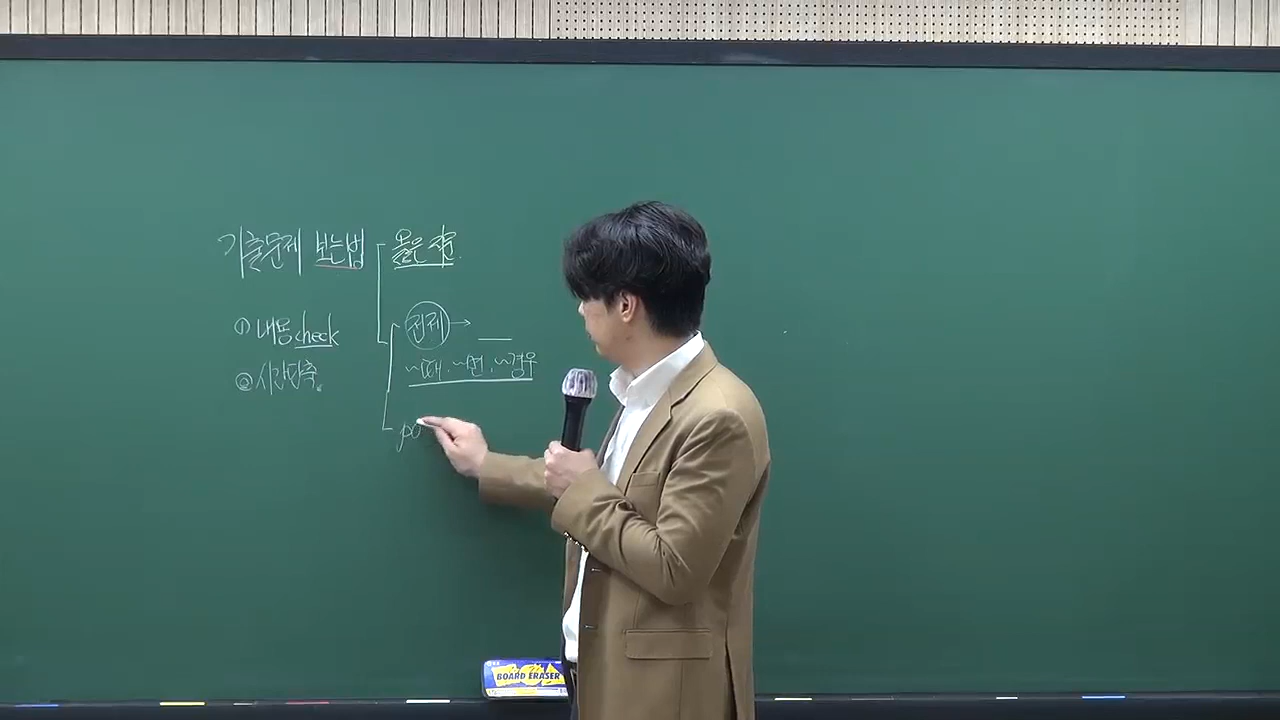 기출문제 보는법 옳은 것
① 내용 check
② 시간단축.
전제 →
~때, ~면, ~경우
po
BOARD ERASER